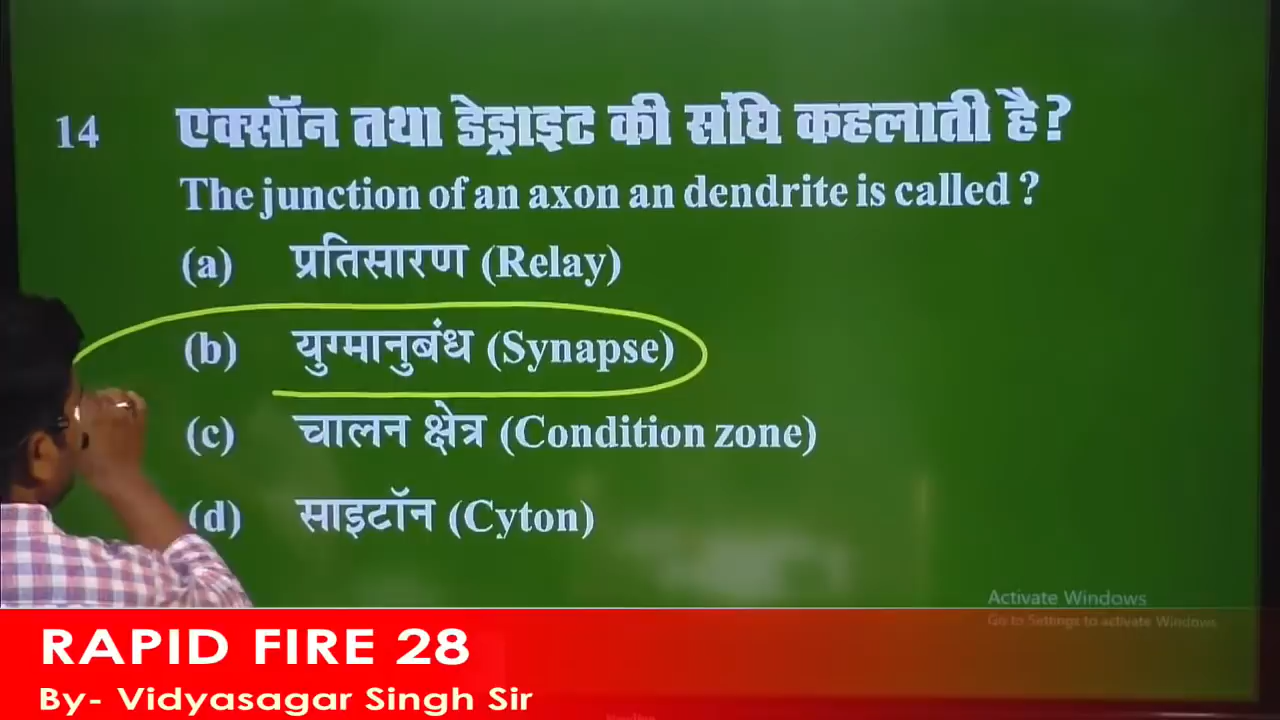 14 एक्सॉन तथा डेड्राइट की संघि कहलाती है?
The junction of an axon an dendrite is called ?
(a) प्रतिसारण (Relay)
(b) युग्मानुबंध (Synapse)
(c) चालन क्षेत्र (Condition zone)
(d) साइटॉन (Cyton)
Activate Windows
Go to Settings to activate Windows.
RAPID FIRE 28
By- Vidyasagar Singh Sir